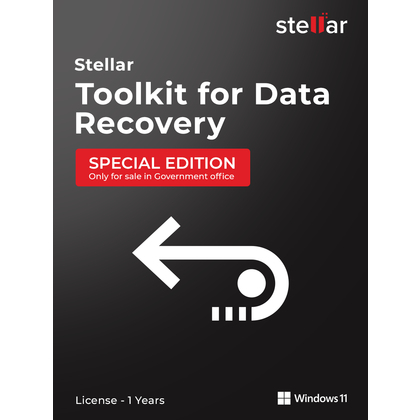 stellar
Stellar
Toolkit for Data
Recovery
SPECIAL EDITION
Only for sale in Government office
License - 1 Years
Windows 11